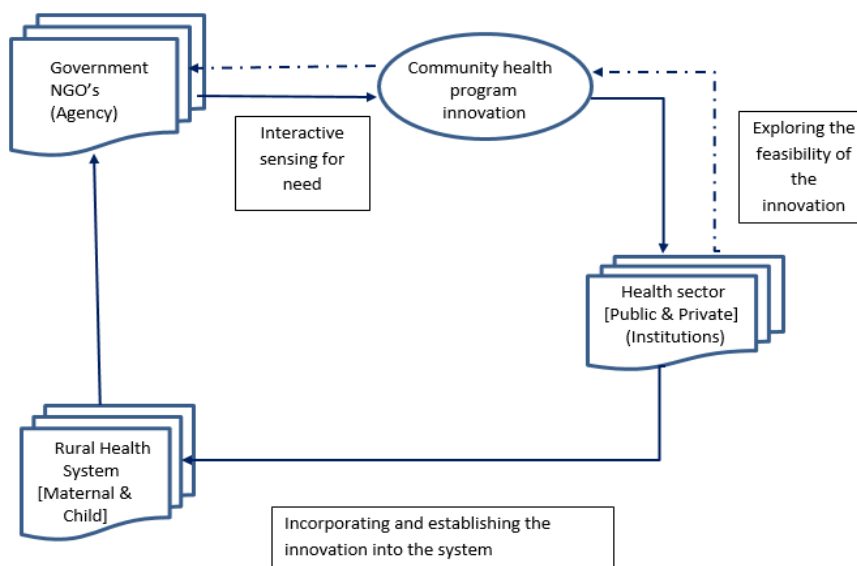 Government
NGO's
(Agency)
Community health
program
innovation
Interactive
sensing for
need
Exploring the
feasibility of
the
innovation
Health sector
[Public & Private]
(Institutions)
Rural Health
System
[Maternal &
Child]
Incorporating and establishing the
innovation into the system